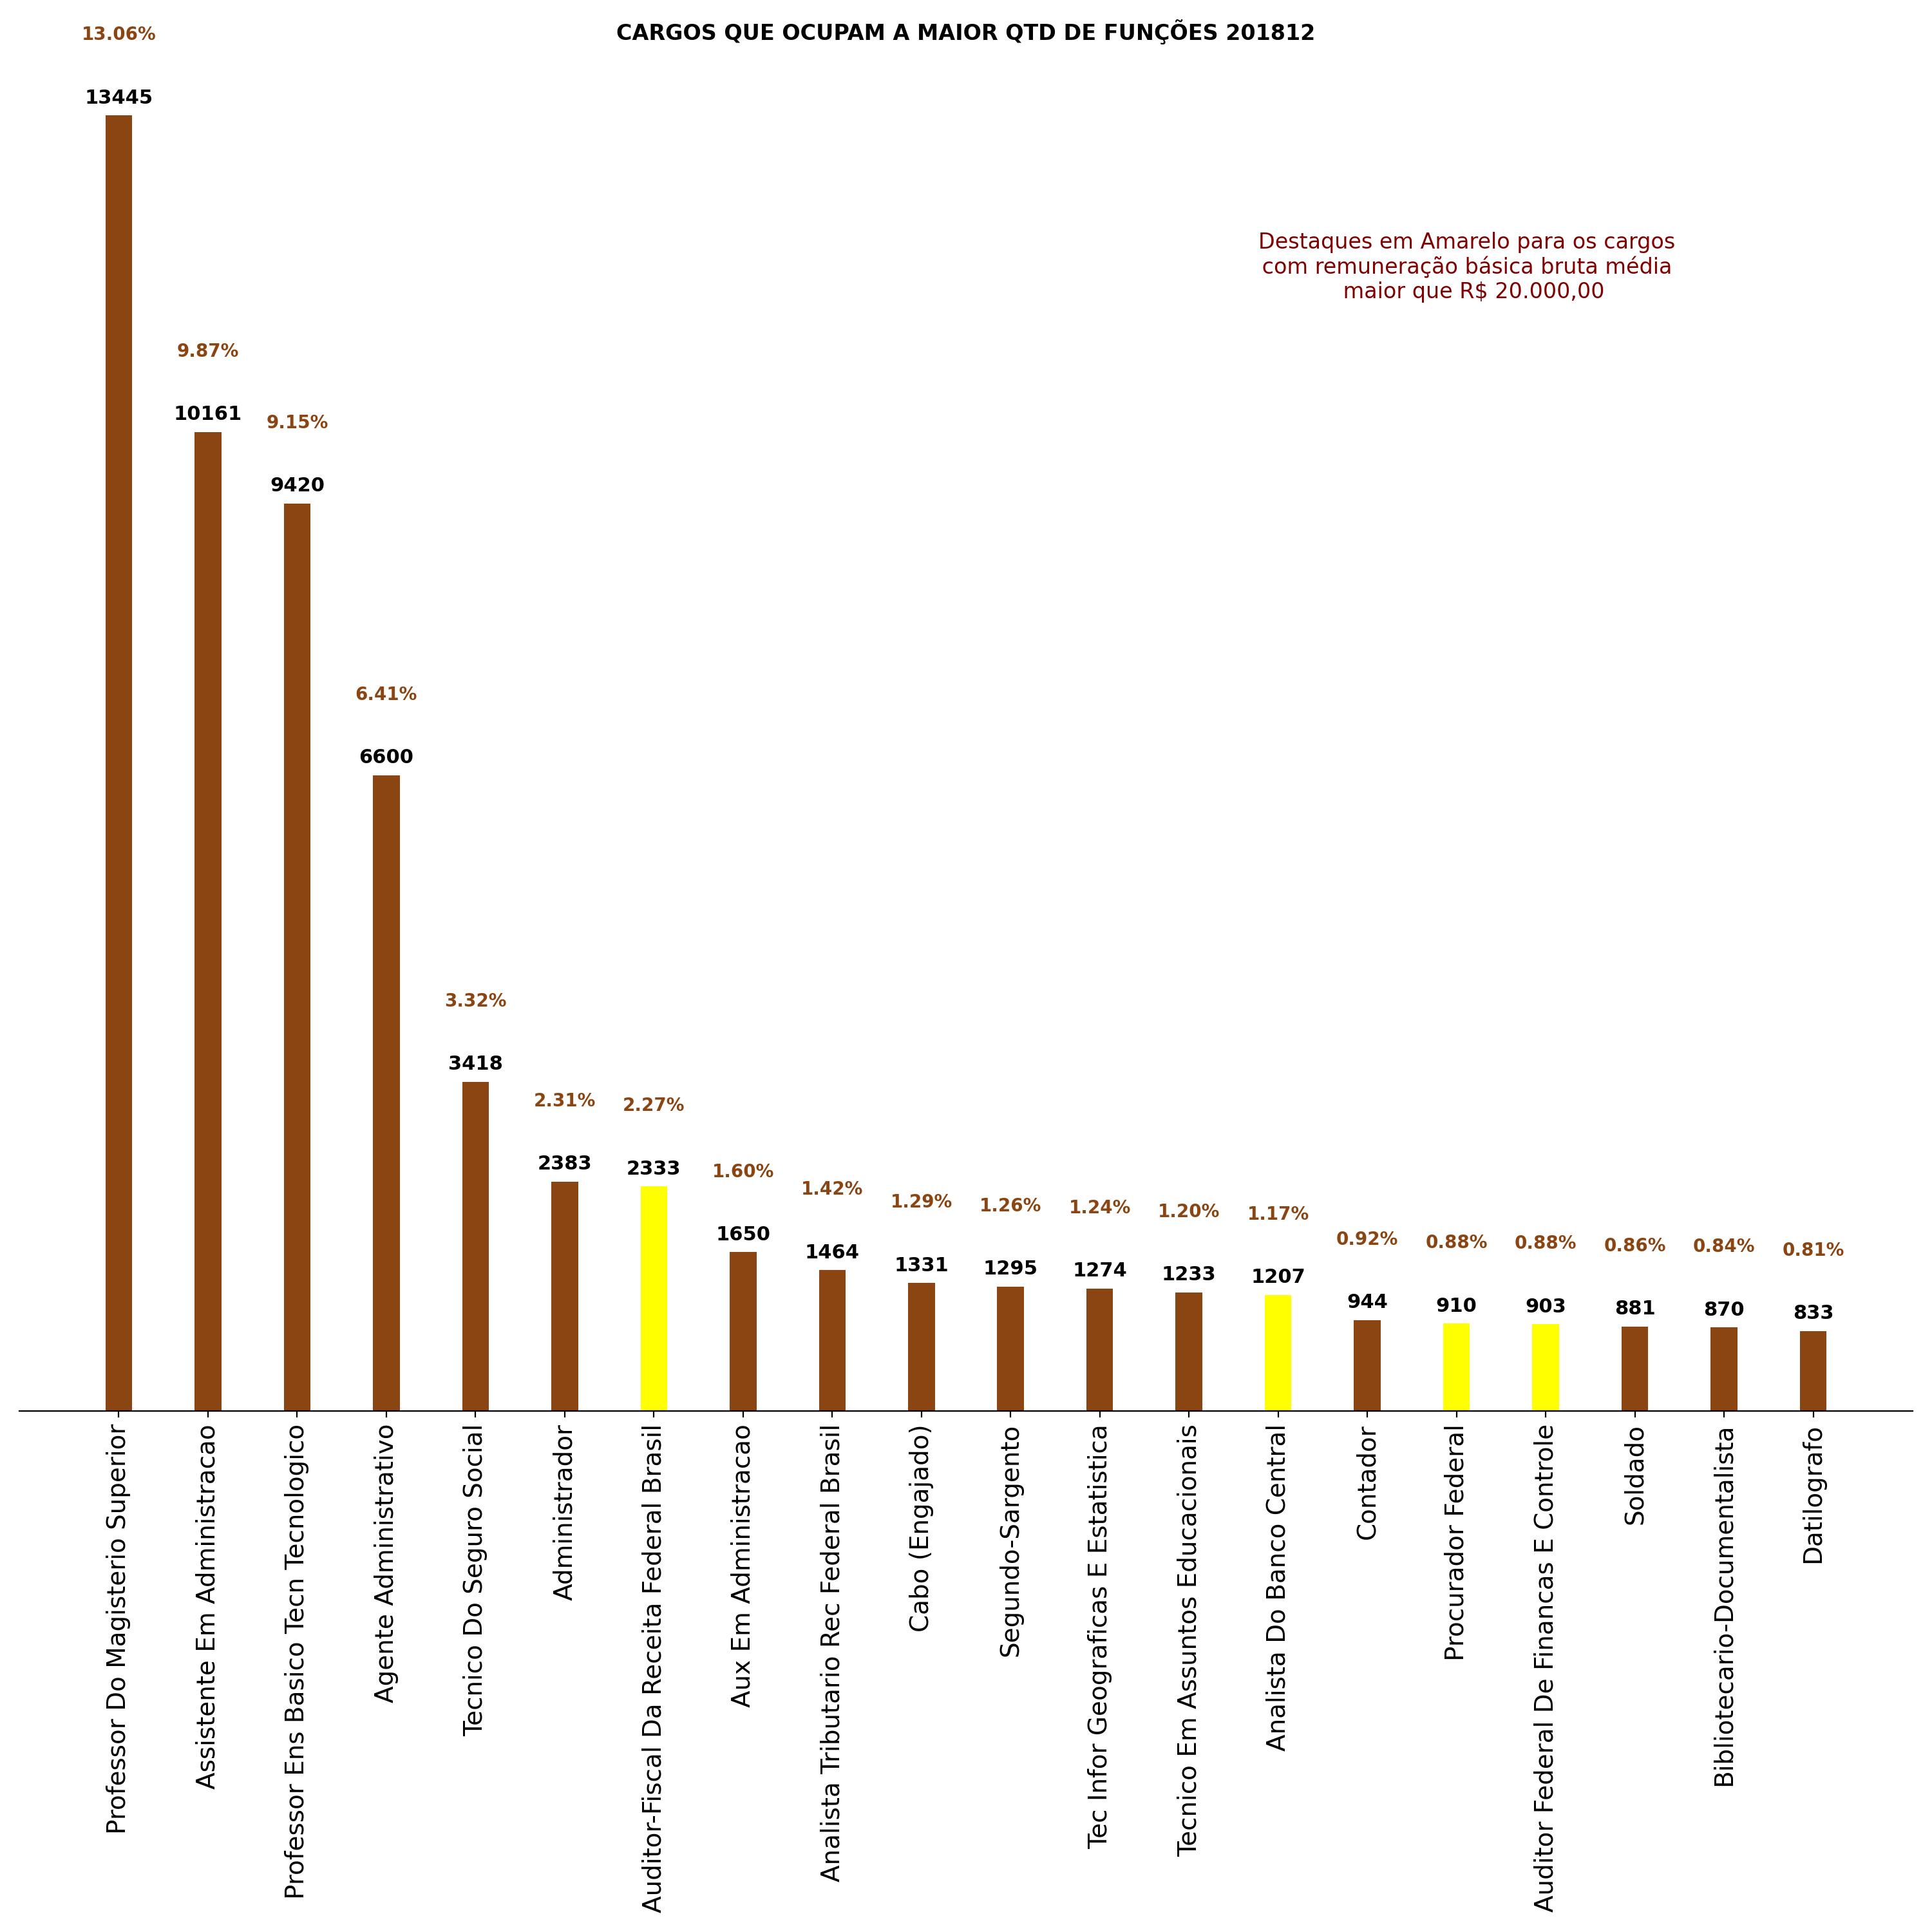 CARGOS QUE OCUPAM A MAIOR QTD DE FUNÇÕES 201812
Destaques em Amarelo para os cargos
com remuneração básica bruta média
maior que R$ 20.000,00
13.06%
13445
9.87%
10161
9.15%
9420
6.41%
6600
3.32%
3418
2.31%
2383
2.27%
2333
1.60%
1650
1.42%
1464
1.29%
1331
1.26%
1295
1.24%
1274
1.20%
1233
1.17%
1207
0.92%
944
0.88%
910
0.88%
903
0.86%
881
0.84%
870
0.81%
833
Professor Do Magisterio Superior
Assistente Em Administracao
Professor Ens Basico Tecn Tecnologico
Agente Administrativo
Tecnico Do Seguro Social
Administrador
Auditor-Fiscal Da Receita Federal Brasil
Aux Em Administracao
Analista Tributario Rec Federal Brasil
Cabo (Engajado)
Segundo-Sargento
Tec Infor Geograficas E Estatistica
Tecnico Em Assuntos Educacionais
Analista Do Banco Central
Contador
Procurador Federal
Auditor Federal De Financas E Controle
Soldado
Bibliotecario-Documentalista
Datilografo